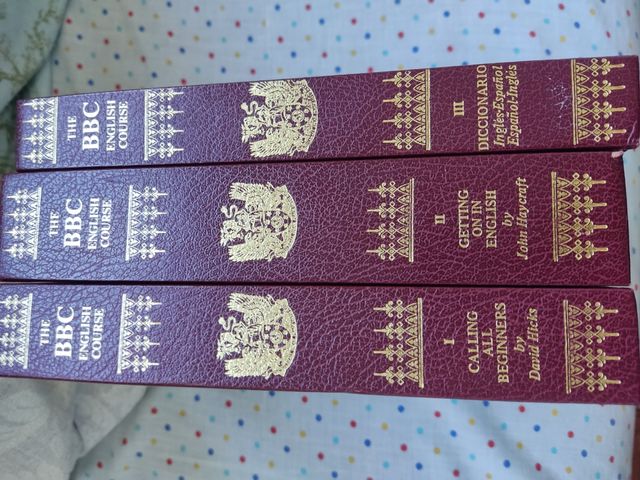 THE
BBC
ENGLISH
COURSE
III
DICCIONARIO
Inglés-Español
Español-Inglés
THE
BBC
ENGLISH
COURSE
II
GETTING
ON IN
ENGLISH
by
John Haycraft
THE
BBC
ENGLISH
COURSE
I
CALLING
ALL
BEGINNERS
by
David Hicks